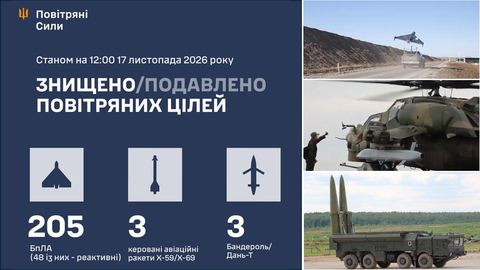 Повітряні
Сили
Станом на 12:00 17 листопада 2026 року
ЗНИЩЕНО/ПОДАВЛЕНО
ПОВІТРЯНИХ ЦІЛЕЙ
205
БпЛА
(48 із них - реактивні)
3
керовані авіаційні
ракети Х-59/Х-69
3
Бандероль/
Дань-Т